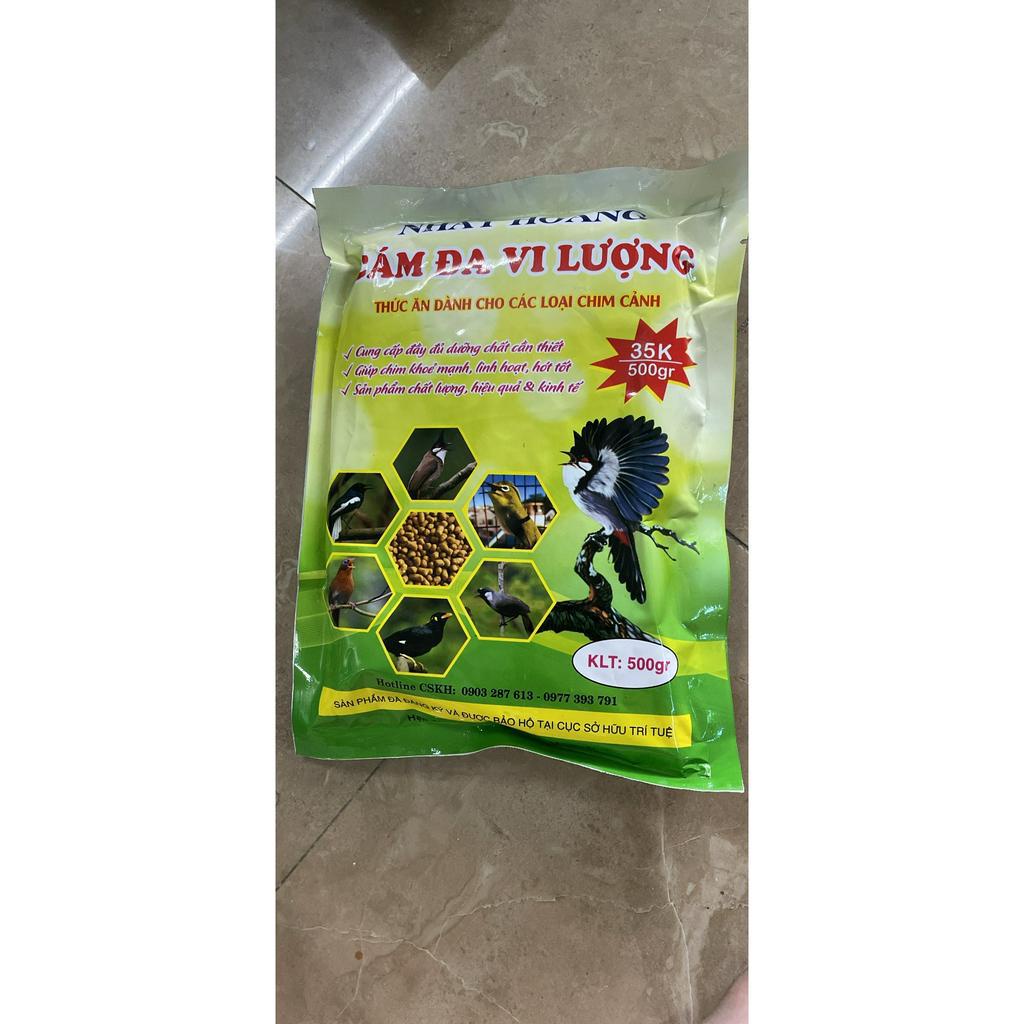 NHẬT HOÀNG
CÁM ĐA VI LƯỢNG
THỨC ĂN DÀNH CHO CÁC LOẠI CHIM CẢNH
√ Cung cấp đầy đủ dưỡng chất cần thiết
√ Giúp chim khoẻ mạnh, linh hoạt, hót tốt
√ Sản phẩm chất lượng, hiệu quả & kinh tế
35K
500gr
KLT: 500gr
Hotline CSKH: 0903 287 613 - 0977 393 791
SẢN PHẨM ĐÃ ĐĂNG KÝ VÀ ĐƯỢC BẢO HỘ TẠI CỤC SỞ HỮU TRÍ TUỆ